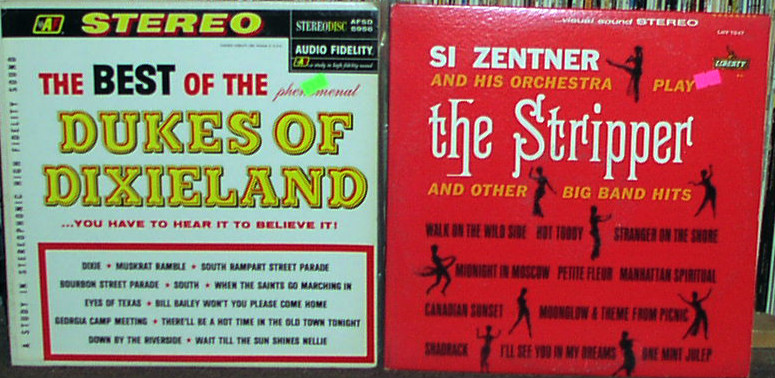 STEREO
STEREODISC
AFSD
5956
AUDIO FIDELITY
a study in high fidelity sound
THE BEST OF THE phenomenal
DUKES OF
DIXIELAND
...YOU HAVE TO HEAR IT TO BELIEVE IT!
DIXIE • MUSKRAT RAMBLE • SOUTH RAMPART STREET PARADE
BOURBON STREET PARADE • SOUTH • WHEN THE SAINTS GO MARCHING IN
EYES OF TEXAS • BILL BAILEY WON'T YOU PLEASE COME HOME
GEORGIA CAMP MEETING • THERE'LL BE A HOT TIME IN THE OLD TOWN TONIGHT
DOWN BY THE RIVERSIDE • WAIT TILL THE SUN SHINES NELLIE
A STUDY IN STEREOPHONIC HIGH FIDELITY SOUND
...visual sound STEREO
LIBERTY
SI ZENTNER
AND HIS ORCHESTRA PLAY
the Stripper
AND OTHER BIG BAND HITS
WALK ON THE WILD SIDE HOT TODDY STRANGER ON THE SHORE
MIDNIGHT IN MOSCOW PETITE FLEUR MANHATTAN SPIRITUAL
CANADIAN SUNSET MOONGLOW & THEME FROM PICNIC
SHADRACK I'LL SEE YOU IN MY DREAMS ONE MINT JULEP